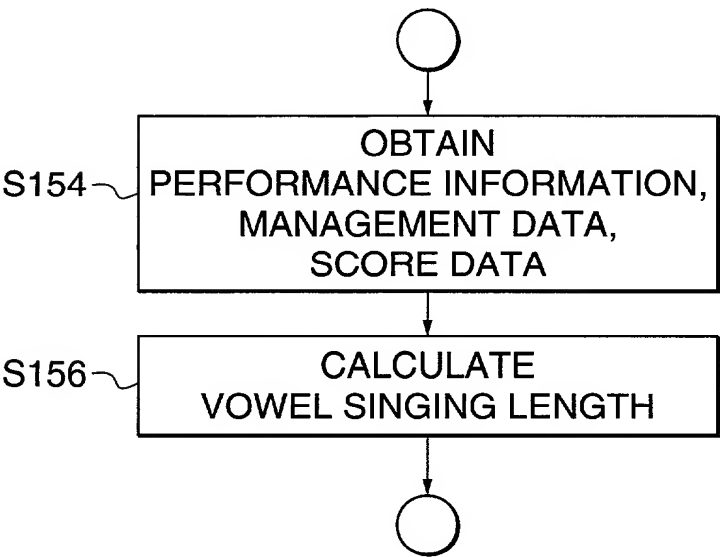 OBTAIN
S154 PERFORMANCE INFORMATION,
MANAGEMENT DATA,
SCORE DATA
S156 CALCULATE
VOWEL SINGING LENGTH